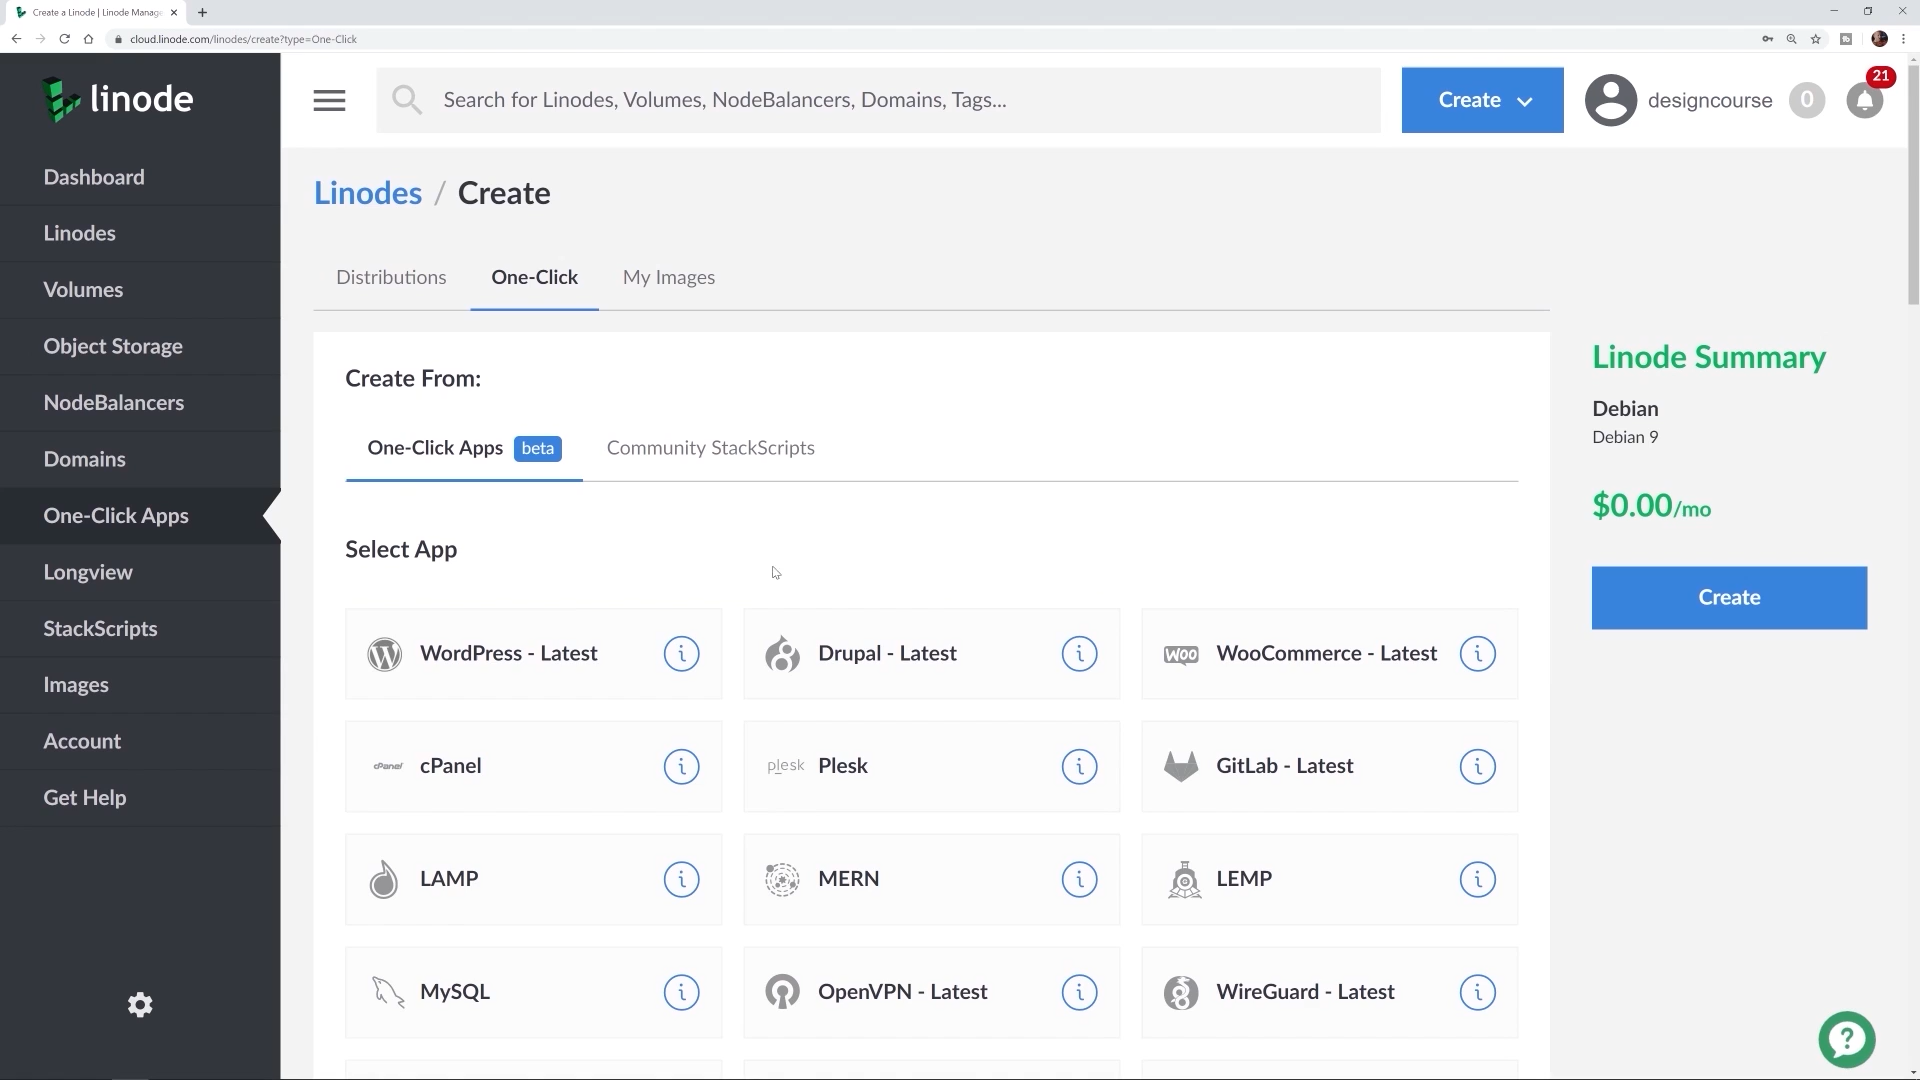 Create a Linode | Linode Manag
cloud.linode.com/linodes/create?type=One-Click
linode
Search for Linodes, Volumes, NodeBalancers, Domains, Tags...
Create
designcourse
0
21
Dashboard
Linodes
Volumes
Object Storage
NodeBalancers
Domains
One-Click Apps
Longview
StackScripts
Images
Account
Get Help
Linodes / Create
Distributions
One-Click
My Images
Create From:
One-Click Apps beta
Community StackScripts
Select App
WordPress - Latest
Drupal - Latest
WOO WooCommerce - Latest
cPanel cPanel
plesk Plesk
GitLab - Latest
LAMP
MERN
LEMP
MySQL
OpenVPN - Latest
WireGuard - Latest
Linode Summary
Debian
Debian 9
$0.00/mo
Create